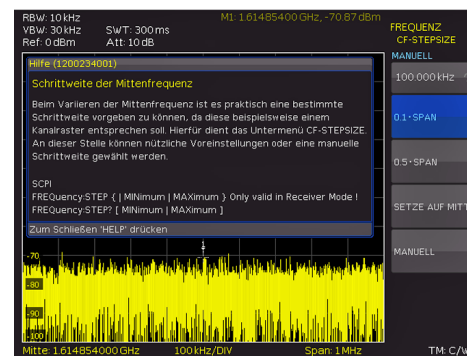 RBW: 10 kHz
VBW: 30 kHz SWT: 300 ms
Ref: 0 dBm Att: 10 dB
M1: 1.61485400 GHz, -70.87 dBm
FREQUENZ
CF-STEPSIZE
MANUELL
100.000 kHz
0.1·SPAN
0.5·SPAN
SETZE AUF MITT
MANUELL
Hilfe (1200234001)
Schrittweite der Mittenfrequenz
Beim Variieren der Mittenfrequenz ist es praktisch eine bestimmte
Schrittweite vorgeben zu können, da diese beispielsweise einem
Kanalraster entsprechen soll. Hierfür dient das Untermenü CF-STEPSIZE.
An dieser Stelle können nützliche Voreinstellungen oder eine manuelle
Schrittweite gewählt werden.
SCPI
FREQuency:STEP { | MINimum | MAXimum } Only valid in Receiver Mode !
FREQuency:STEP? [ MINimum | MAXimum ]
Zum Schließen 'HELP' drücken
1
-70
-80
-90
-100
Mitte: 1.614854000 GHz 100 kHz/DIV Span: 1 MHz
TM: C/W